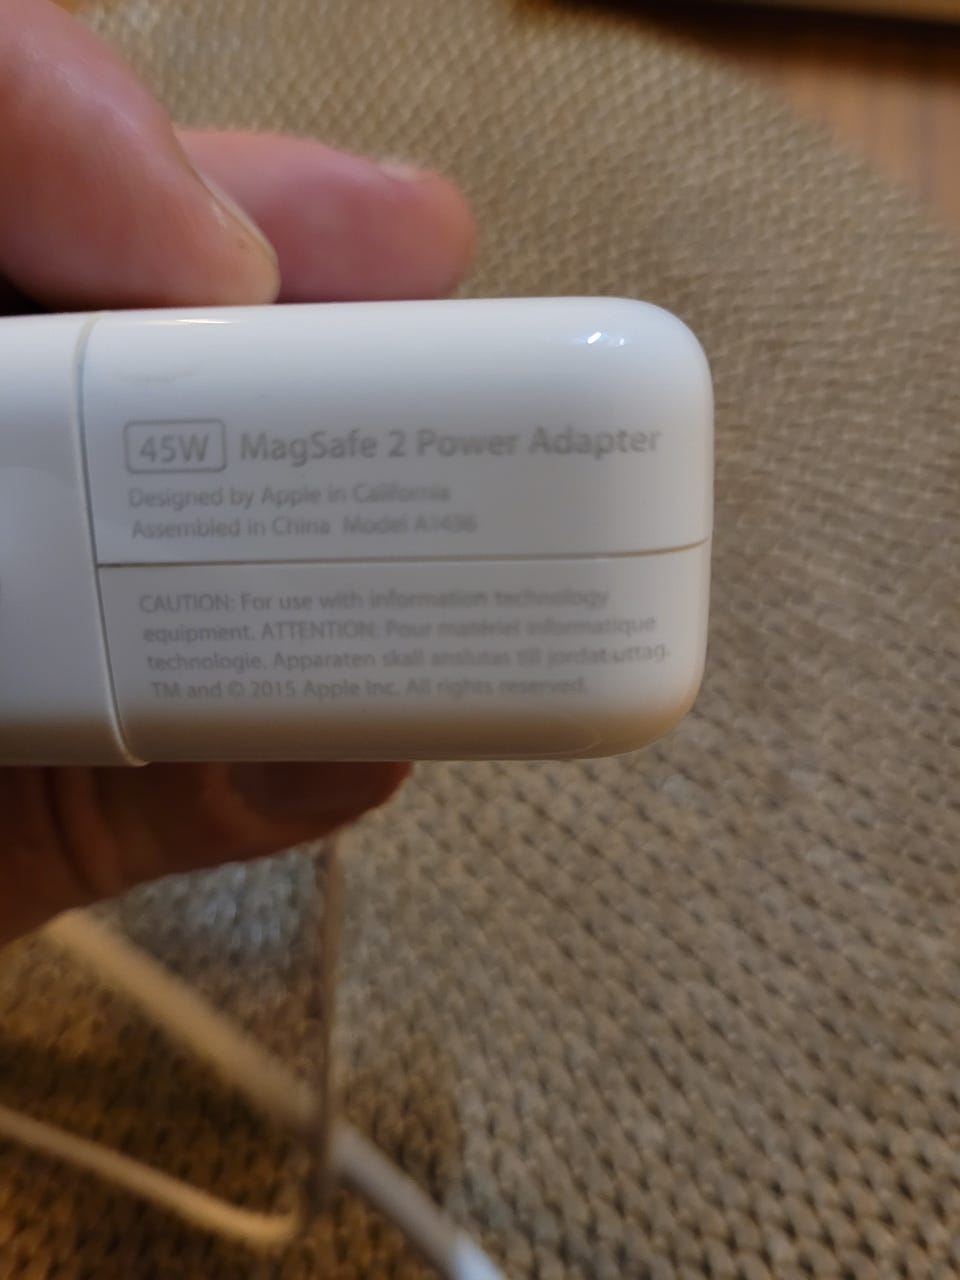 45W MagSafe 2 Power Adapter
Designed by Apple in California
Assembled in China Model A1436
CAUTION: For use with information technology
equipment. ATTENTION: Pour matériel informatique
technologie. Apparaten skall anslutas till jordat uttag.
TM and © 2015 Apple Inc. All rights reserved.